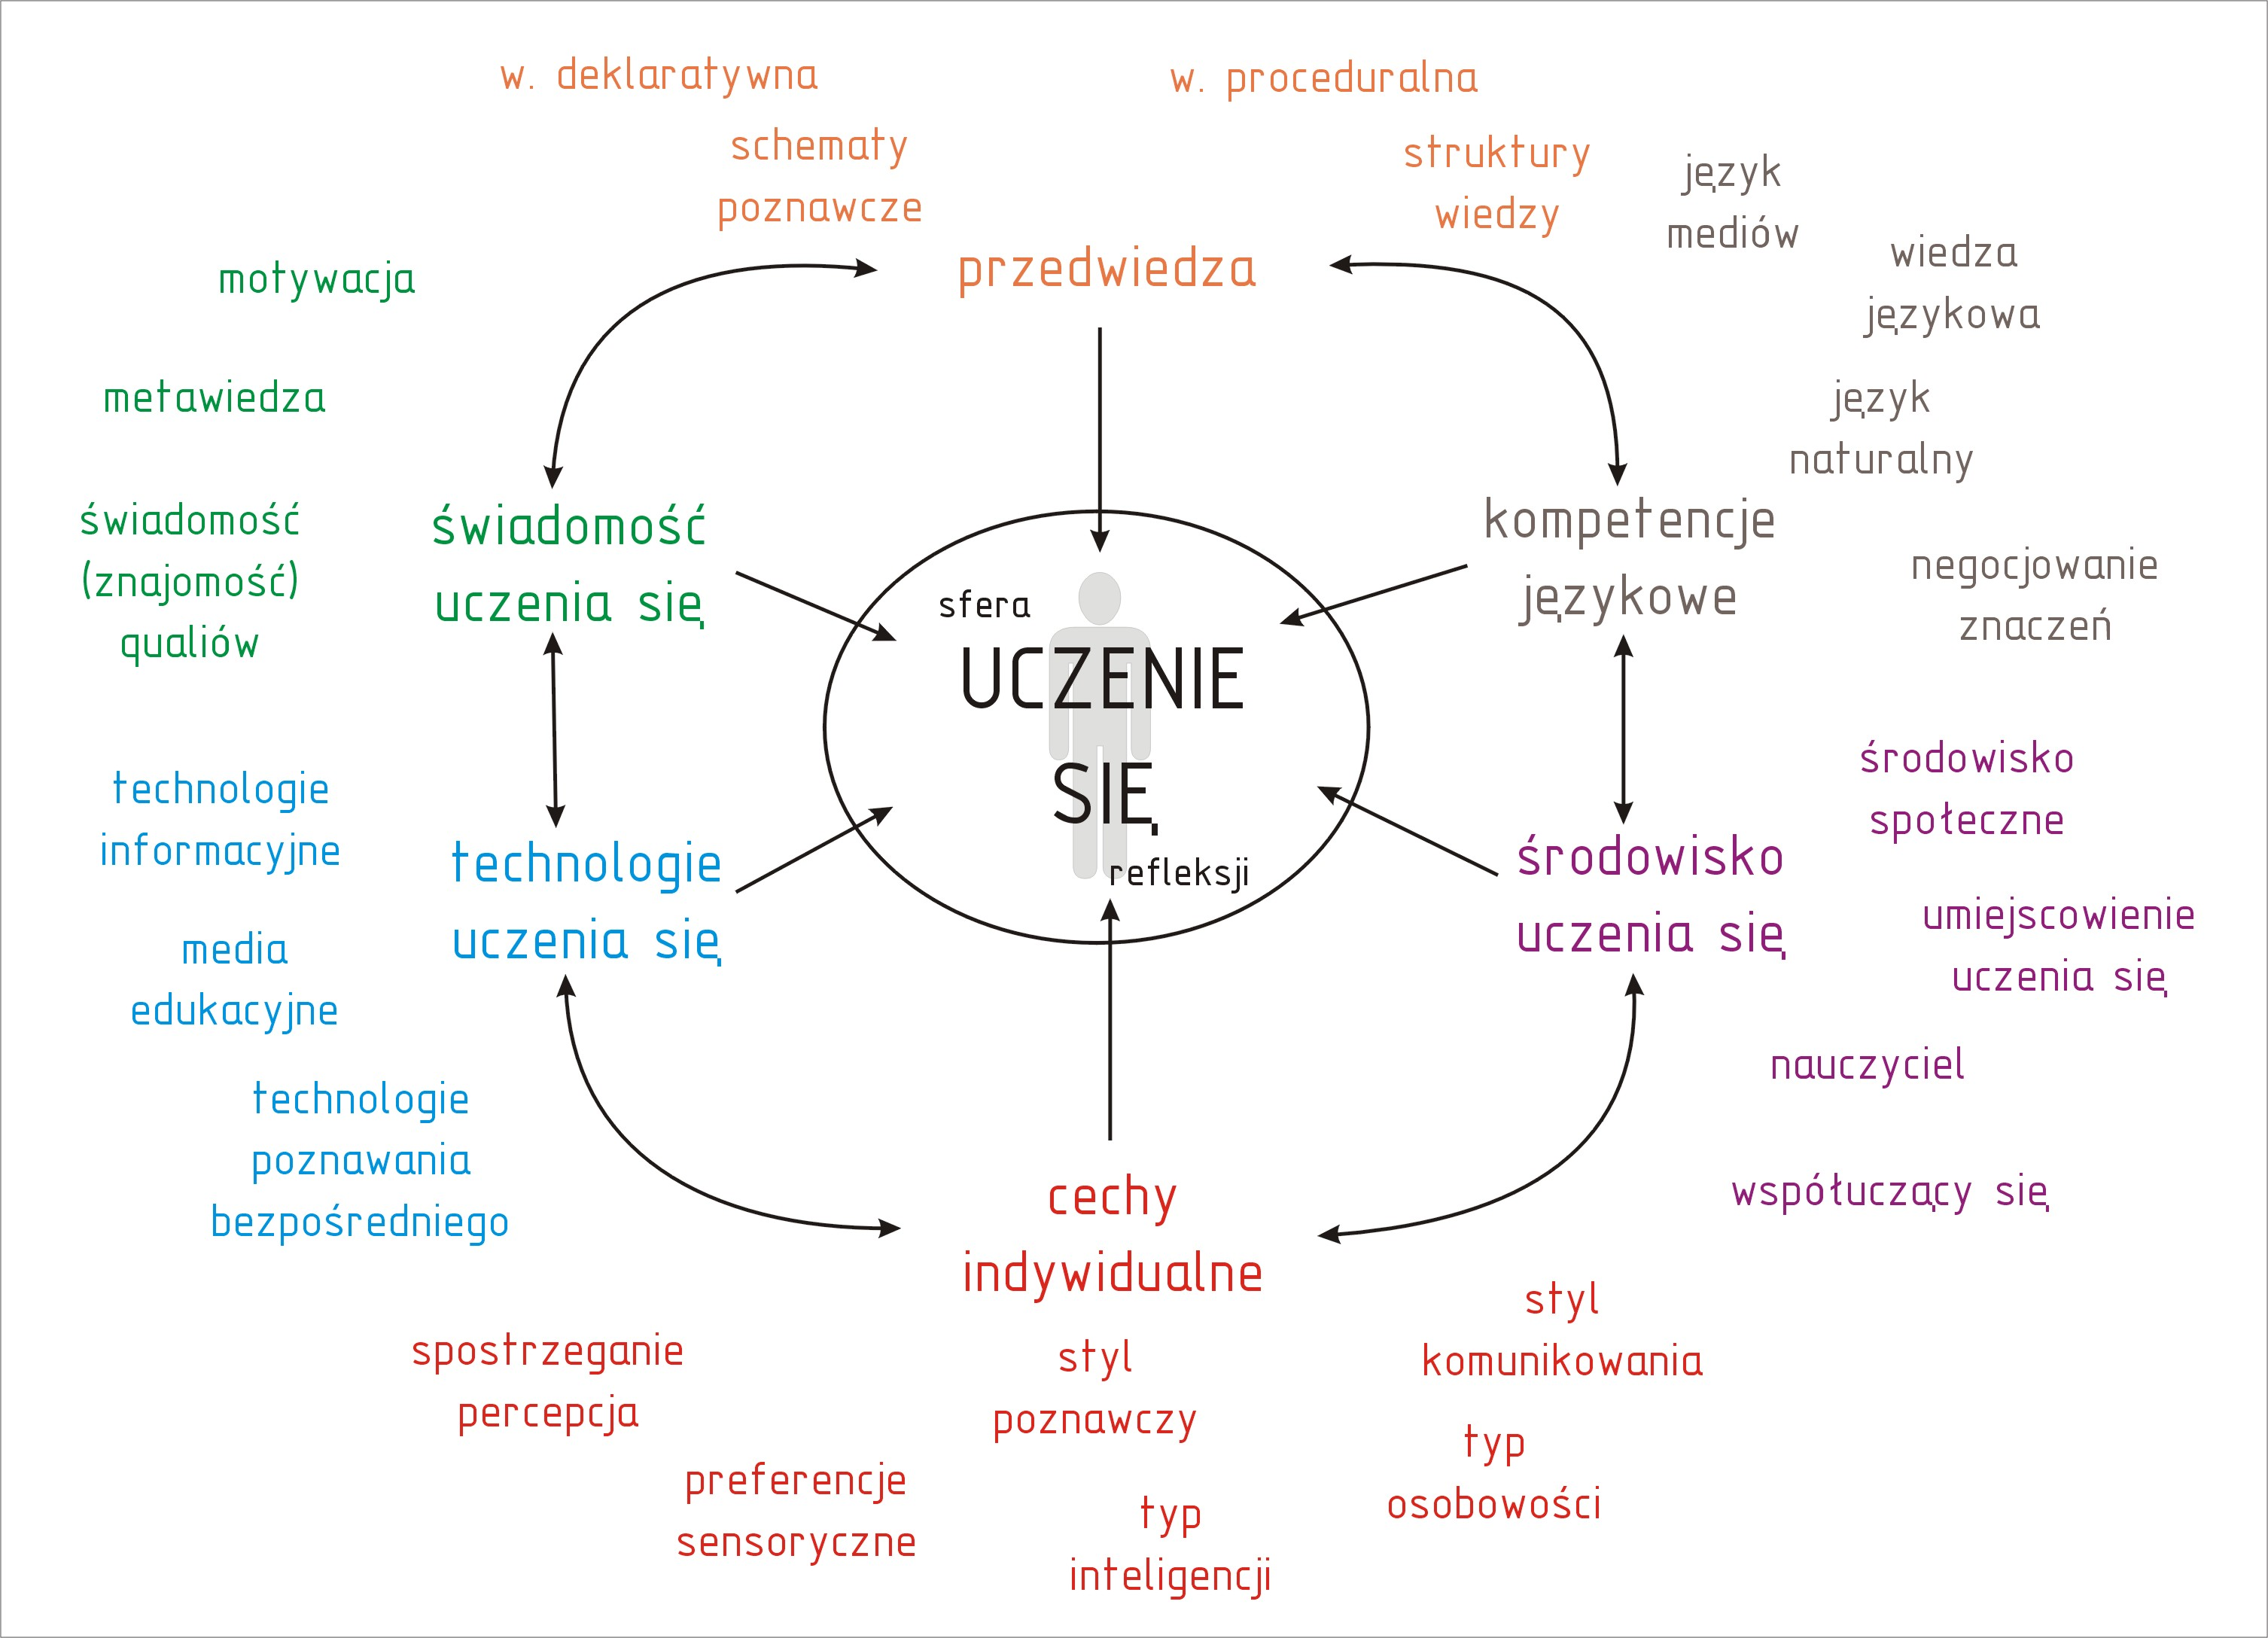 w. deklaratywna
w. proceduralna
schematy
poznawcze
struktury
wiedzy
przedwiedza
język
mediów
wiedza
językowa
język
naturalny
kompetencje
językowe
negocjowanie
znaczeń
motywacja
metawiedza
świadomość
(znajomość)
qualiów
świadomość
uczenia się
sfera
UCZENIE
SIĘ
refleksji
technologie
informacyjne
technologie
uczenia się
media
edukacyjne
technologie
poznawania
bezpośredniego
środowisko
społeczne
środowisko
uczenia się
umiejscowienie
uczenia się
nauczyciel
współuczący się
cechy
indywidualne
spostrzeganie
percepcja
styl
poznawczy
styl
komunikowania
preferencje
sensoryczne
typ
inteligencji
typ
osobowości